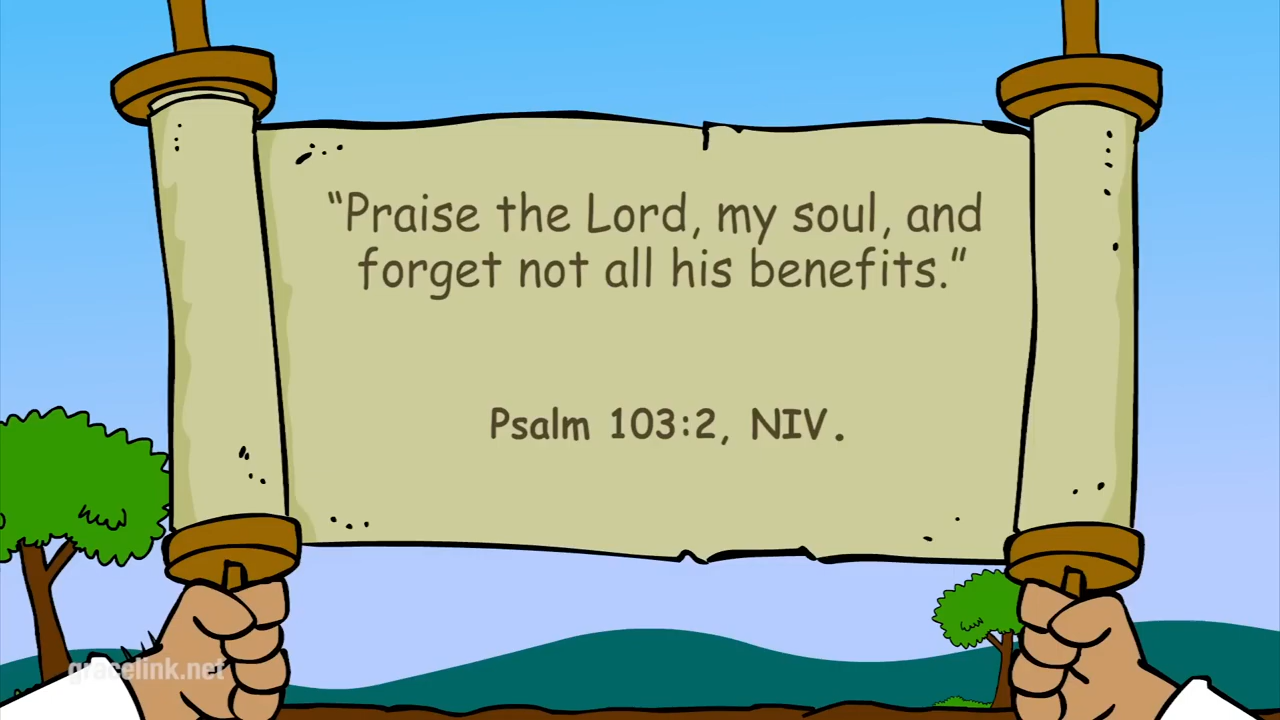 “Praise the Lord, my soul, and
forget not all his benefits.”
Psalm 103:2, NIV.
gracelink.net